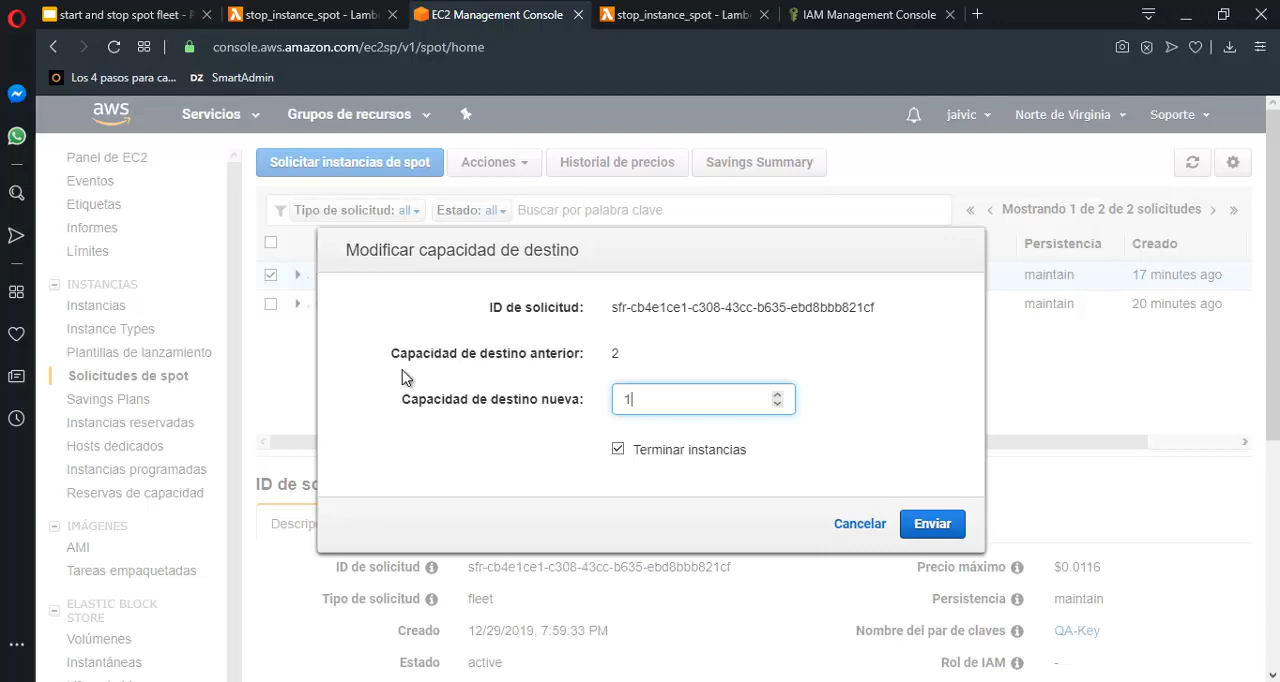 start and stop spot fleet -
stop_instance_spot - Lamb
EC2 Management Console
stop_instance_spot - Lamb
IAM Management Console
console.aws.amazon.com/ec2sp/v1/spot/home
Los 4 pasos para ca...
DZ SmartAdmin
aws
Servicios
Grupos de recursos
jaivic
Norte de Virginia
Soporte
Panel de EC2
Eventos
Etiquetas
Informes
Límites
INSTANCIAS
Instancias
Instance Types
Plantillas de lanzamiento
Solicitudes de spot
Savings Plans
Instancias reservadas
Hosts dedicados
Instancias programadas
Reservas de capacidad
IMÁGENES
AMI
Tareas empaquetadas
ELASTIC BLOCK
STORE
Volúmenes
Instantáneas
Solicitar instancias de spot
Acciones
Historial de precios
Savings Summary
Tipo de solicitud: all
Estado: all
Buscar por palabra clave
Mostrando 1 de 2 de 2 solicitudes
Persistencia
Creado
maintain
17 minutes ago
maintain
20 minutes ago
Modificar capacidad de destino
ID de solicitud:
sfr-cb4e1ce1-c308-43cc-b635-ebd8bbb821cf
Capacidad de destino anterior:
2
Capacidad de destino nueva:
1
Terminar instancias
Cancelar
Enviar
ID de so
Descrip
ID de solicitud
sfr-cb4e1ce1-c308-43cc-b635-ebd8bbb821cf
Precio máximo
$0.0116
Tipo de solicitud
fleet
Persistencia
maintain
Creado
12/29/2019, 7:59:33 PM
Nombre del par de claves
QA-Key
Estado
active
Rol de IAM
-